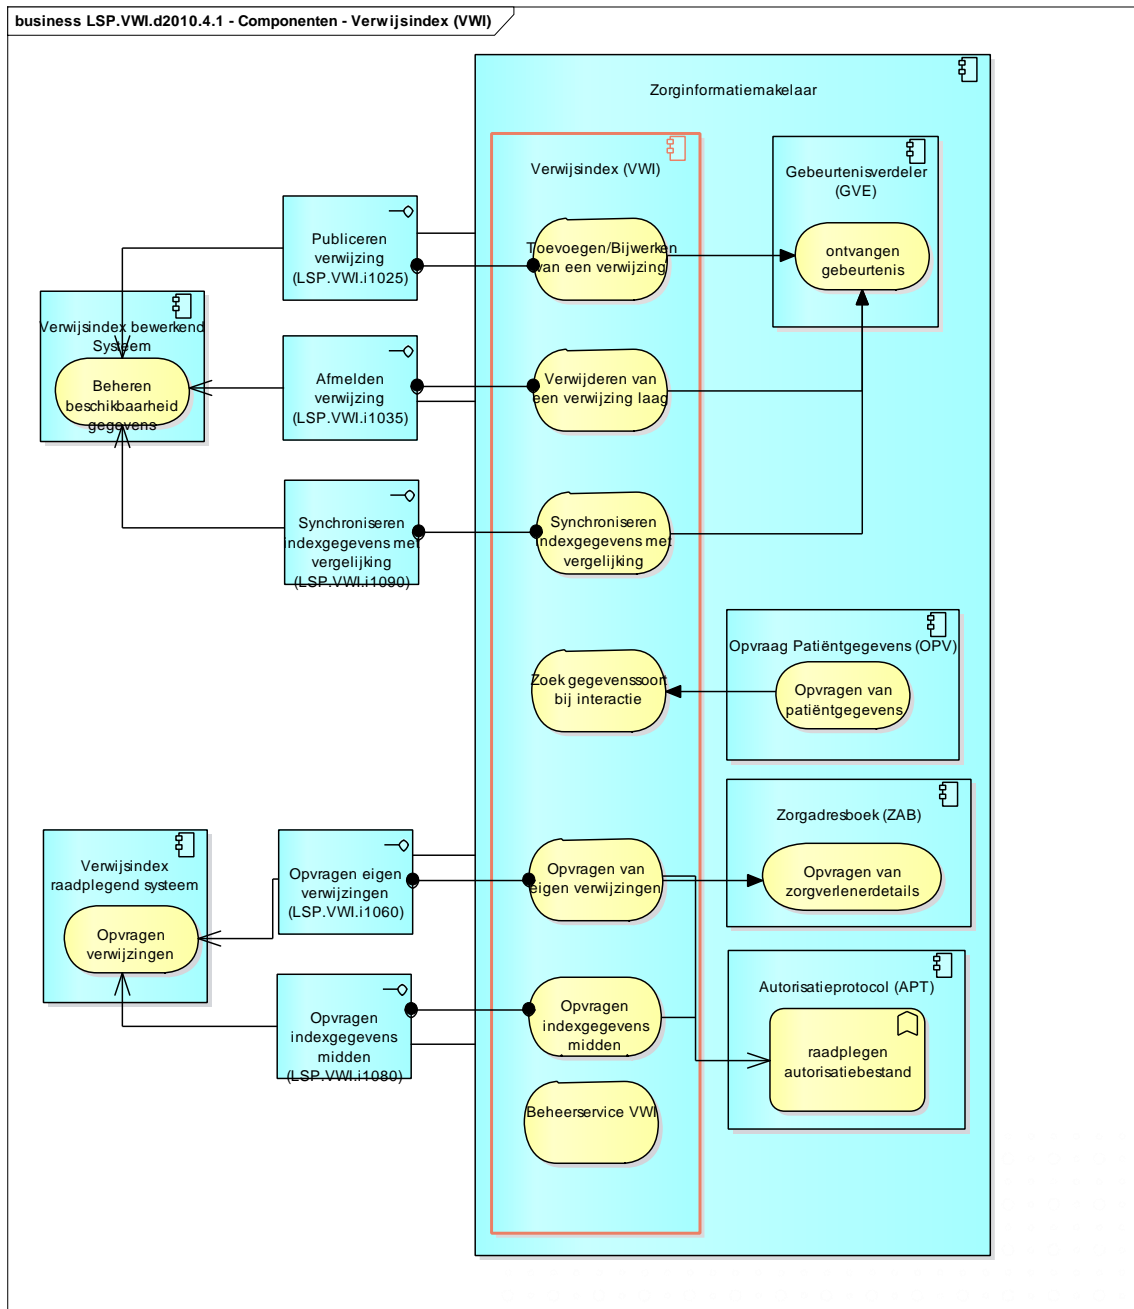 business LSP.VWI.d2010.4.1 - Componenten - Verwijsindex (VWI)
Zorginformatiemakelaar
Verwijsindex (VWI)
Gebeurtenisverdeler
(GVE)
Publiceren
verwijzing
(LSP.VWI.i1025)
Toevoegen/Bijwerken
van een verwijzing
ontvangen
gebeurtenis
Verwijsindex bewerkend
Systeem
Beheren
beschikbaarheid
gegevens
Afmelden
verwijzing
(LSP.VWI.i1035)
Verwijderen van
een verwijzing laag
Synchroniseren
indexgegevens met
vergelijking
(LSP.VWI.i1090)
Synchroniseren
indexgegevens met
vergelijking
Opvraag Patiëntgegevens (OPV)
Zoek gegevenssoort
bij interactie
Opvragen van
patiëntgegevens
Zorgadresboek (ZAB)
Verwijsindex
raadplegend systeem
Opvragen
verwijzingen
Opvragen eigen
verwijzingen
(LSP.VWI.i1060)
Opvragen van
eigen verwijzingen
Opvragen van
zorgverlenerdetails
Autorisatieprotocol (APT)
Opvragen
indexgegevens
midden
(LSP.VWI.i1080)
Opvragen
indexgegevens
midden
raadplegen
autorisatiebestand
Beheerservice VWI